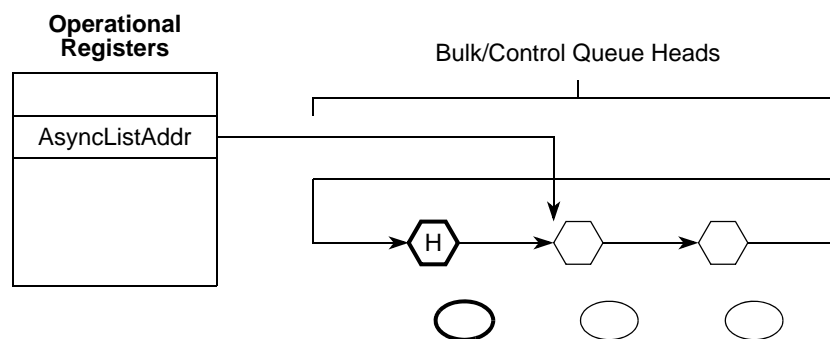 Operational
Registers
Bulk/Control Queue Heads
AsyncListAddr
H